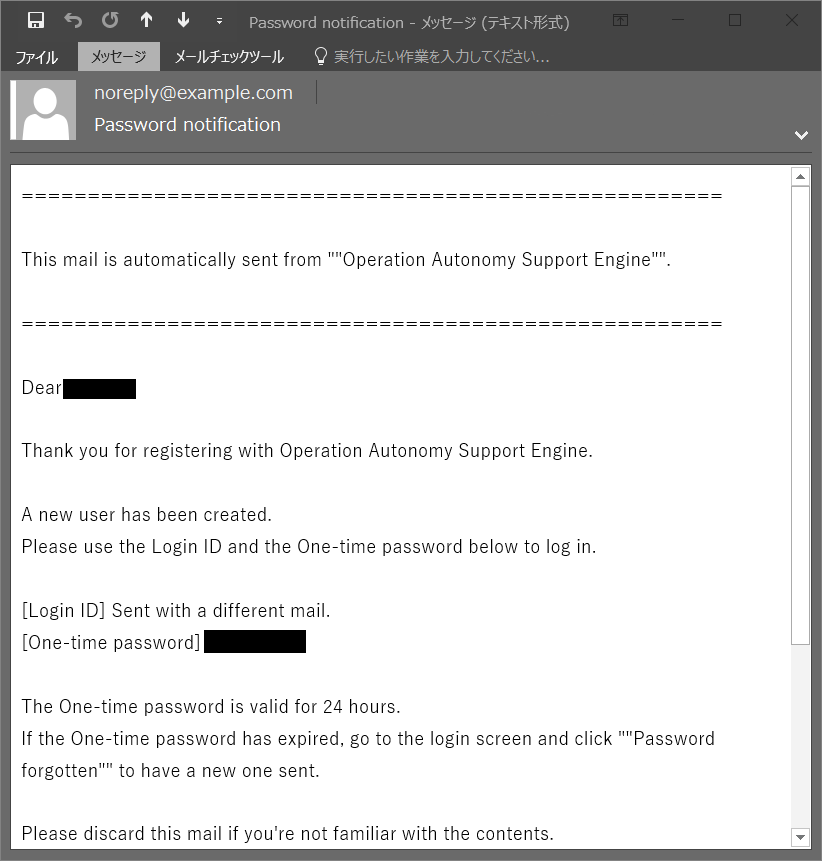 Password notification - メッセージ (テキスト形式)
ファイル メッセージ メールチェックツール 実行したい作業を入力してください...
noreply@example.com
Password notification
=====================================================
This mail is automatically sent from ""Operation Autonomy Support Engine"".
=====================================================
Dear
Thank you for registering with Operation Autonomy Support Engine.
A new user has been created.
Please use the Login ID and the One-time password below to log in.
[Login ID] Sent with a different mail.
[One-time password]
The One-time password is valid for 24 hours.
If the One-time password has expired, go to the login screen and click ""Password
forgotten"" to have a new one sent.
Please discard this mail if you're not familiar with the contents.